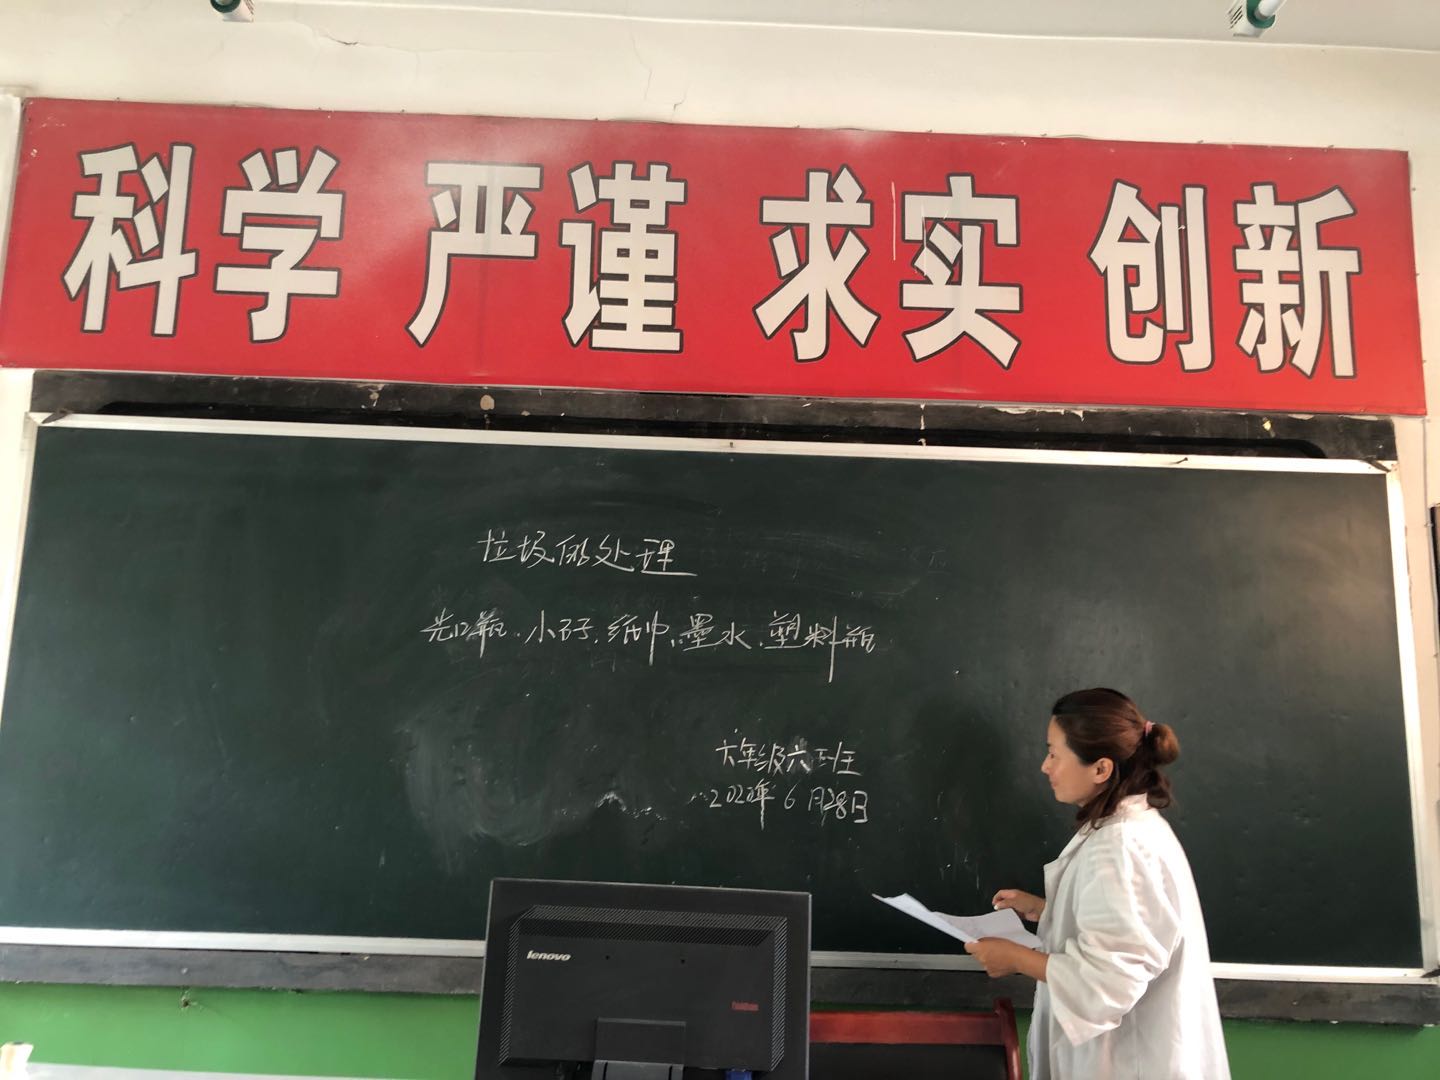 科学 严谨 求实 创新
垃圾的处理
광口瓶、小石子、纸巾、墨水、塑料瓶
六年级六班
2020年6月28日
lenovo